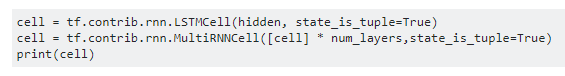 cell = tf.contrib.rnn.LSTMCell(hidden, state_is_tuple=True)
cell = tf.contrib.rnn.MultiRNNCell([cell] * num_layers,state_is_tuple=True)
print(cell)